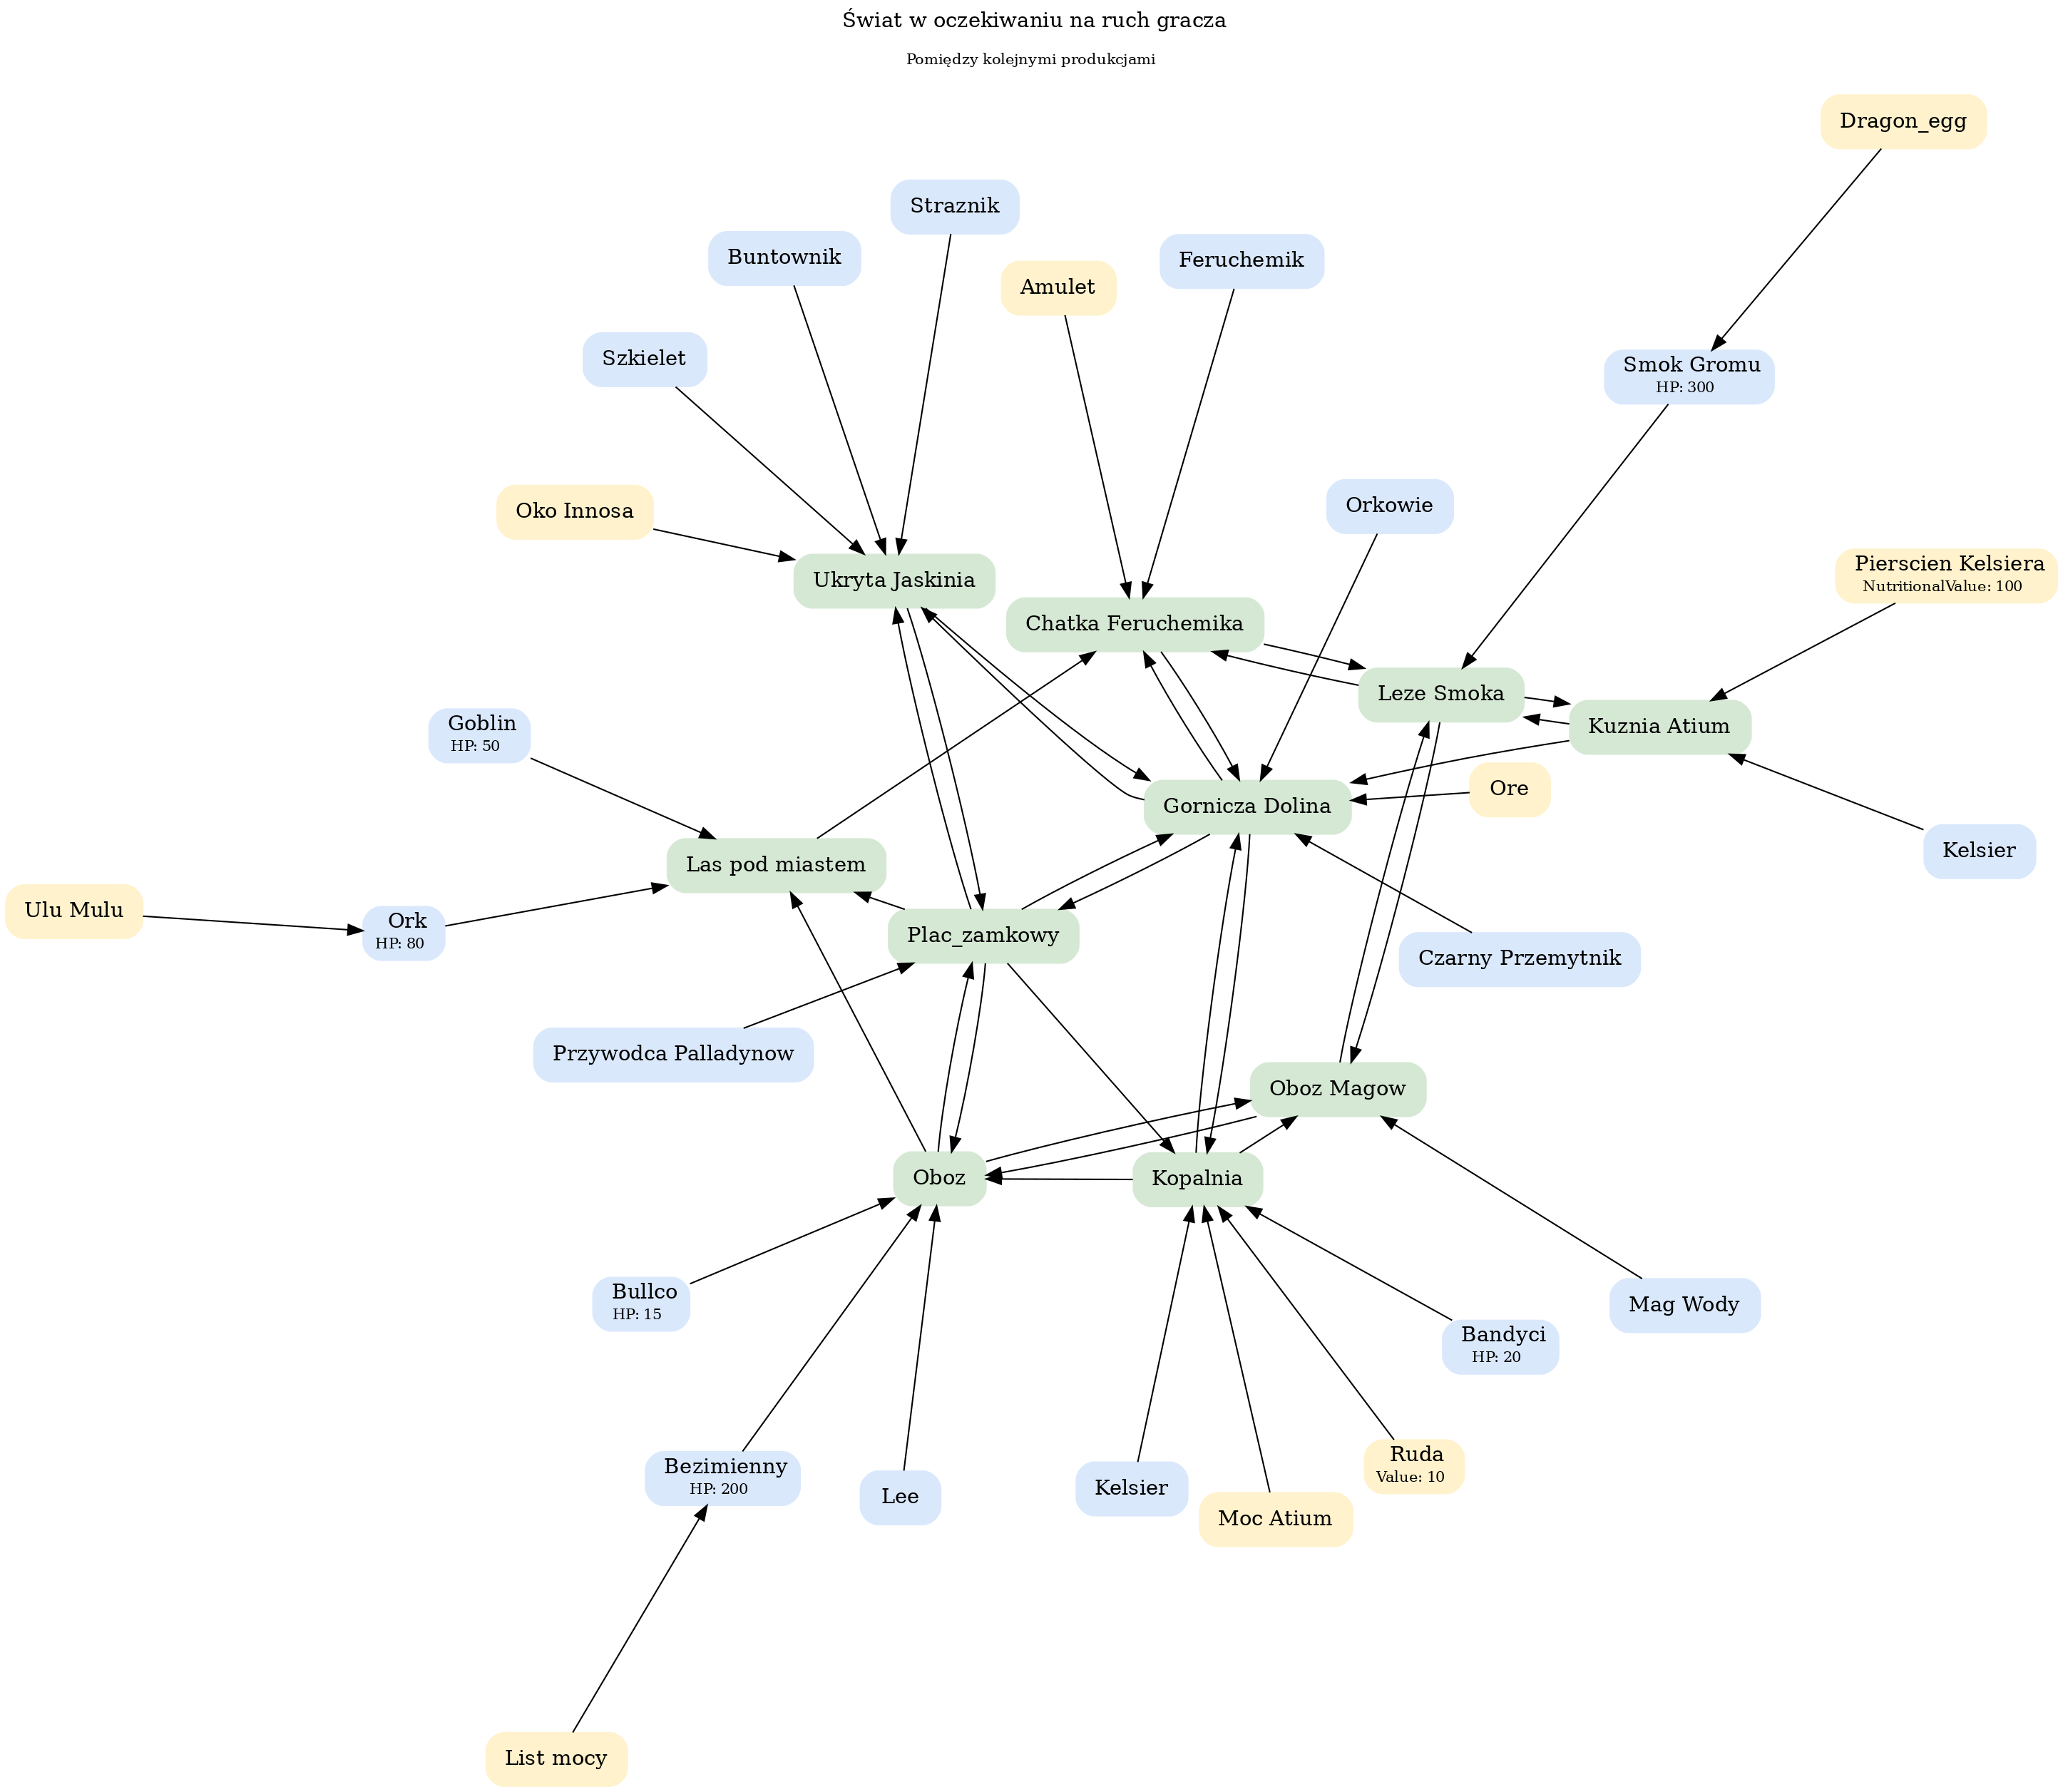 Świat w oczekiwaniu na ruch gracza
Pomiędzy kolejnymi produkcjami
Dragon_egg
Straznik
Buntownik
Feruchemik
Amulet
Szkielet
Smok Gromu
HP: 300
Orkowie
Oko Innosa
Pierscien Kelsiera
NutritionalValue: 100
Ukryta Jaskinia
Chatka Feruchemika
Leze Smoka
Kuznia Atium
Goblin
HP: 50
Ore
Gornicza Dolina
Kelsier
Las pod miastem
Ulu Mulu
Ork
HP: 80
Plac_zamkowy
Czarny Przemytnik
Przywodca Palladynow
Oboz Magow
Oboz
Kopalnia
Bullco
HP: 15
Mag Wody
Bandyci
HP: 20
Ruda
Value: 10
Bezimienny
HP: 200
Lee
Kelsier
Moc Atium
List mocy